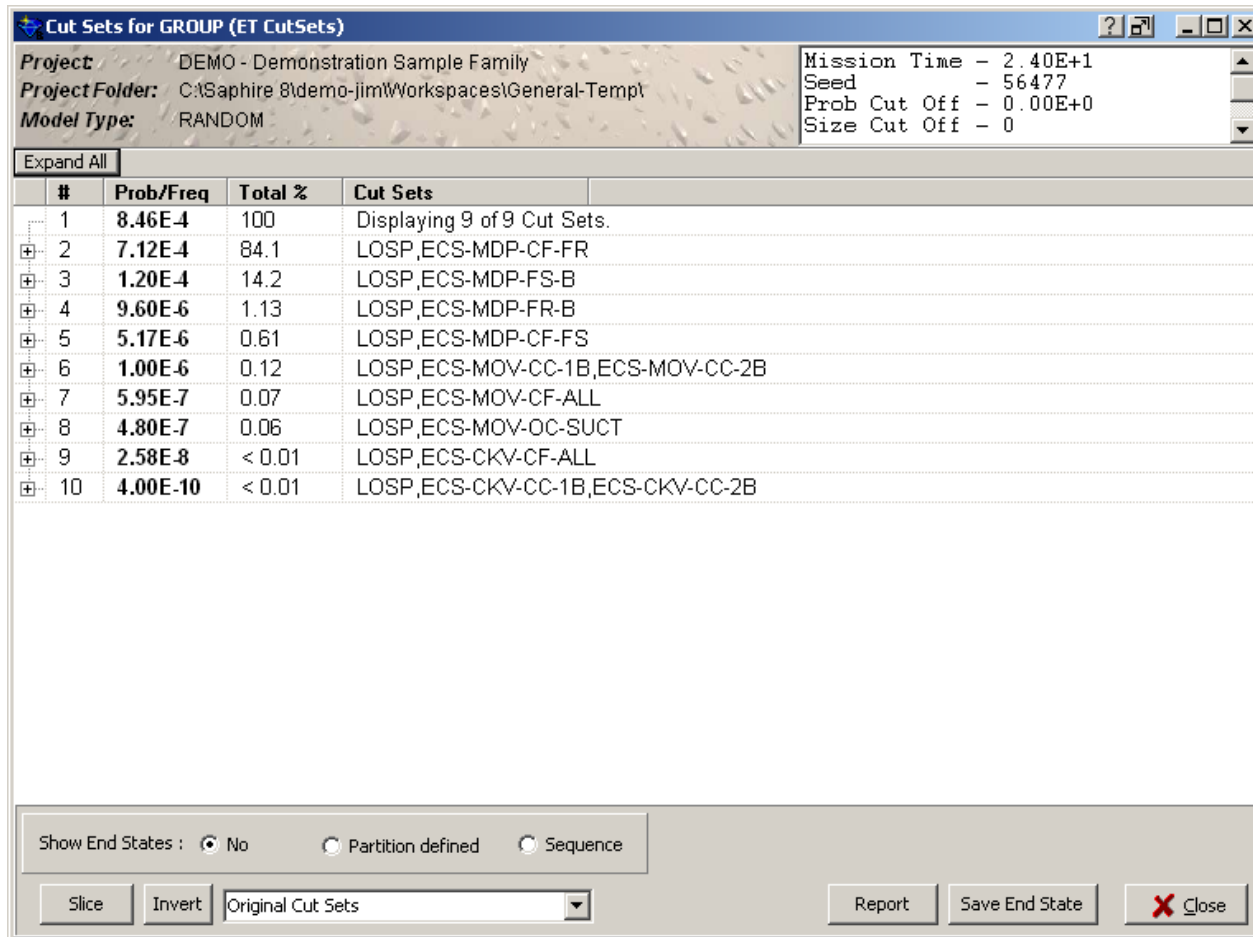 Cut Sets for GROUP (ET CutSets)
Project: DEMO - Demonstration Sample Family
Project Folder: C:\Saphire 8\demo-jim\Workspaces\General-Temp\
Model Type: RANDOM
Mission Time - 2.40E+1
Seed - 56477
Prob Cut Off - 0.00E+0
Size Cut Off - 0
Expand All
# Prob/Freq Total % Cut Sets
1 8.46E-4 100 Displaying 9 of 9 Cut Sets.
2 7.12E-4 84.1 LOSP,ECS-MDP-CF-FR
3 1.20E-4 14.2 LOSP,ECS-MDP-FS-B
4 9.60E-6 1.13 LOSP,ECS-MDP-FR-B
5 5.17E-6 0.61 LOSP,ECS-MDP-CF-FS
6 1.00E-6 0.12 LOSP,ECS-MOV-CC-1B,ECS-MOV-CC-2B
7 5.95E-7 0.07 LOSP,ECS-MOV-CF-ALL
8 4.80E-7 0.06 LOSP,ECS-MOV-OC-SUCT
9 2.58E-8 < 0.01 LOSP,ECS-CKV-CF-ALL
10 4.00E-10 < 0.01 LOSP,ECS-CKV-CC-1B,ECS-CKV-CC-2B
Show End States : No Partition defined Sequence
Slice Invert Original Cut Sets Report Save End State Close